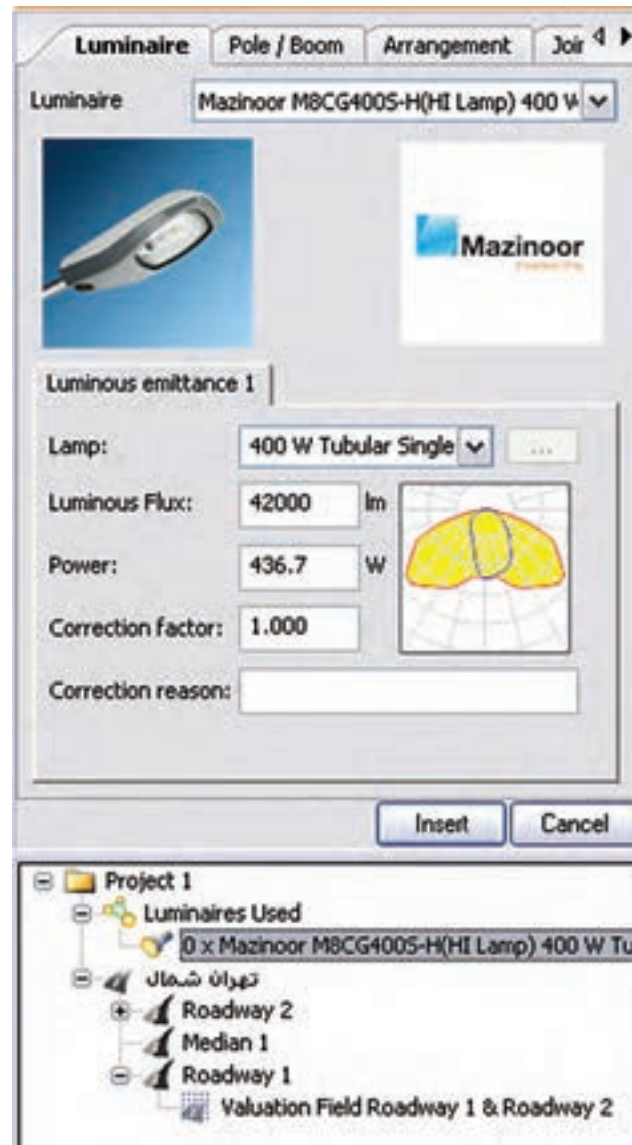 Luminaire Pole / Boom Arrangement Joir
Luminaire Mazinoor M8CG400S-H(HI Lamp) 400 W
Mazinoor
Luminous emittance 1
Lamp: 400 W Tubular Single ...
Luminous Flux: 42000 lm
Power: 436.7 W
Correction factor: 1.000
Correction reason:
Insert Cancel
Project 1
Luminaires Used
0 x Mazinoor M8CG400S-H(HI Lamp) 400 W Tu
تهران شمال
Roadway 2
Median 1
Roadway 1
Valuation Field Roadway 1 & Roadway 2